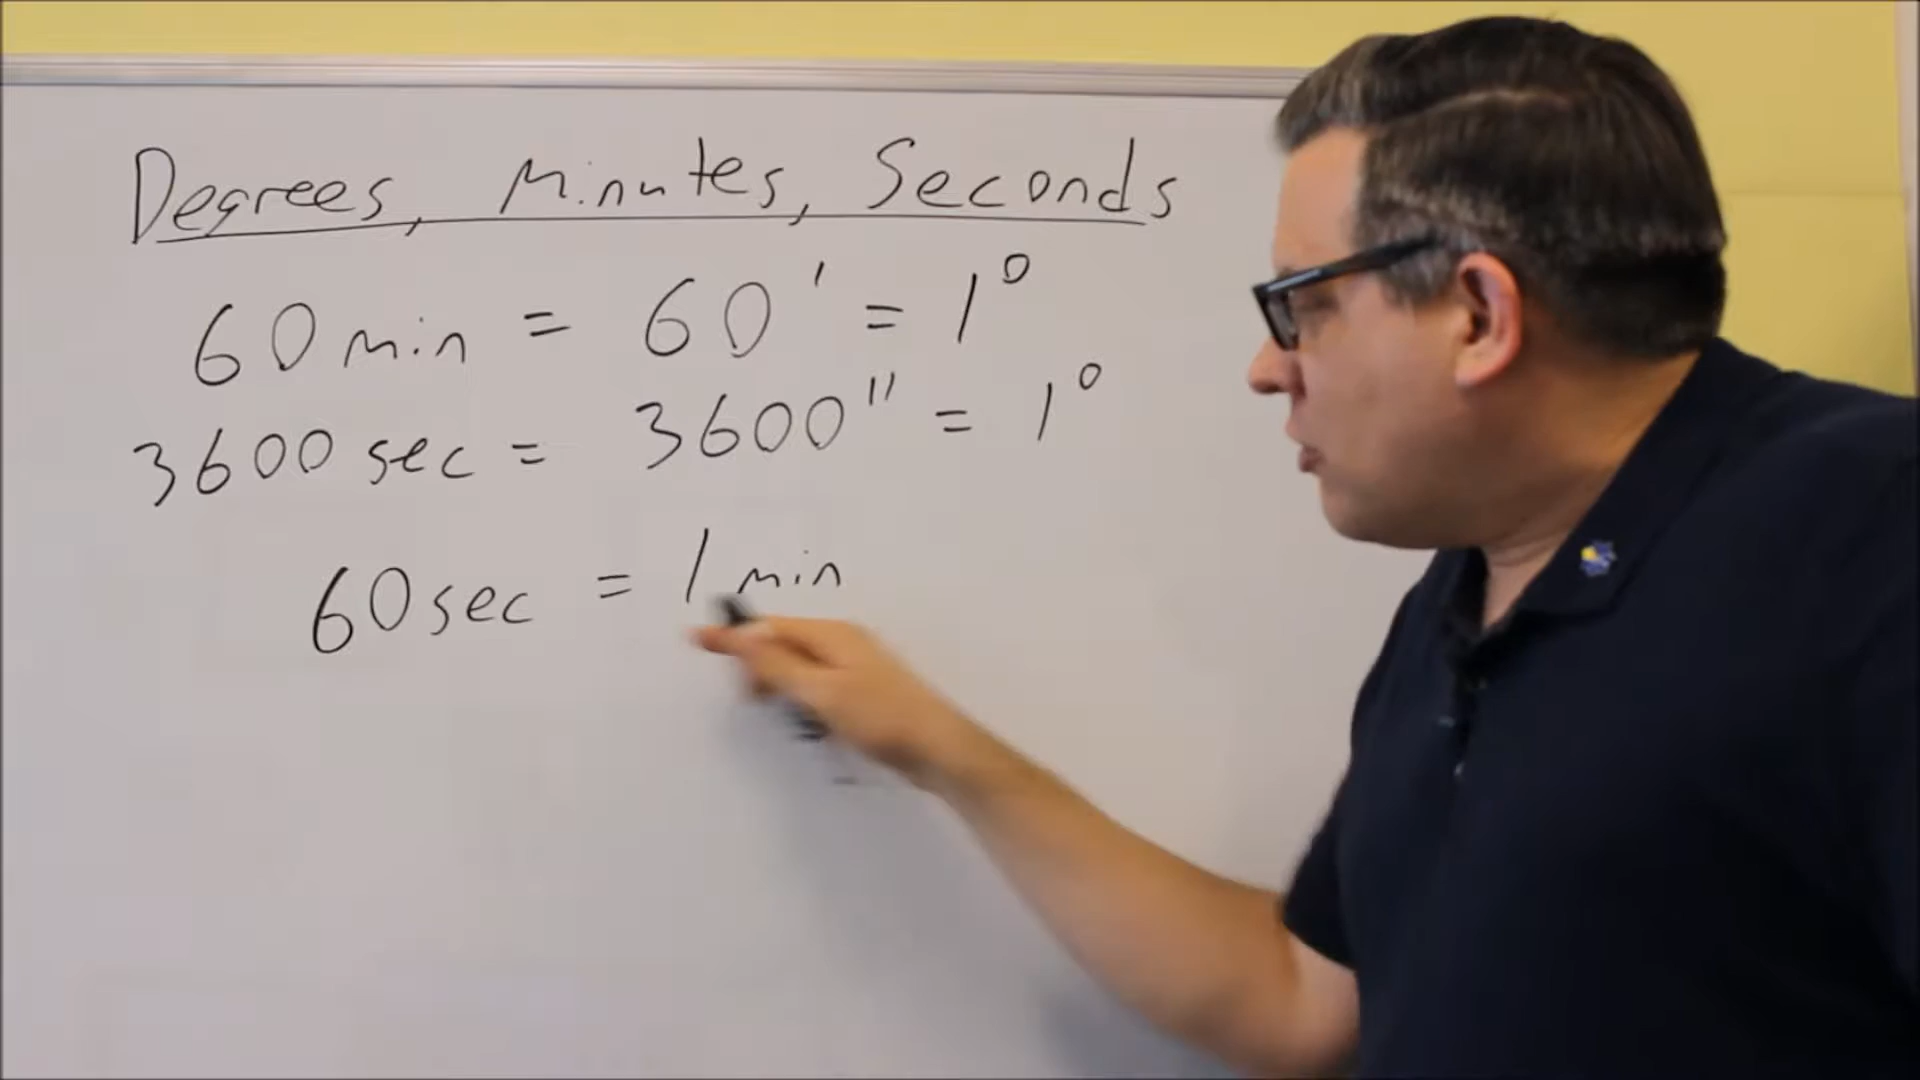 Degrees, Minutes, Seconds
60 min = 60' = 1°
3600 sec = 3600" = 1°
60 sec = 1 min